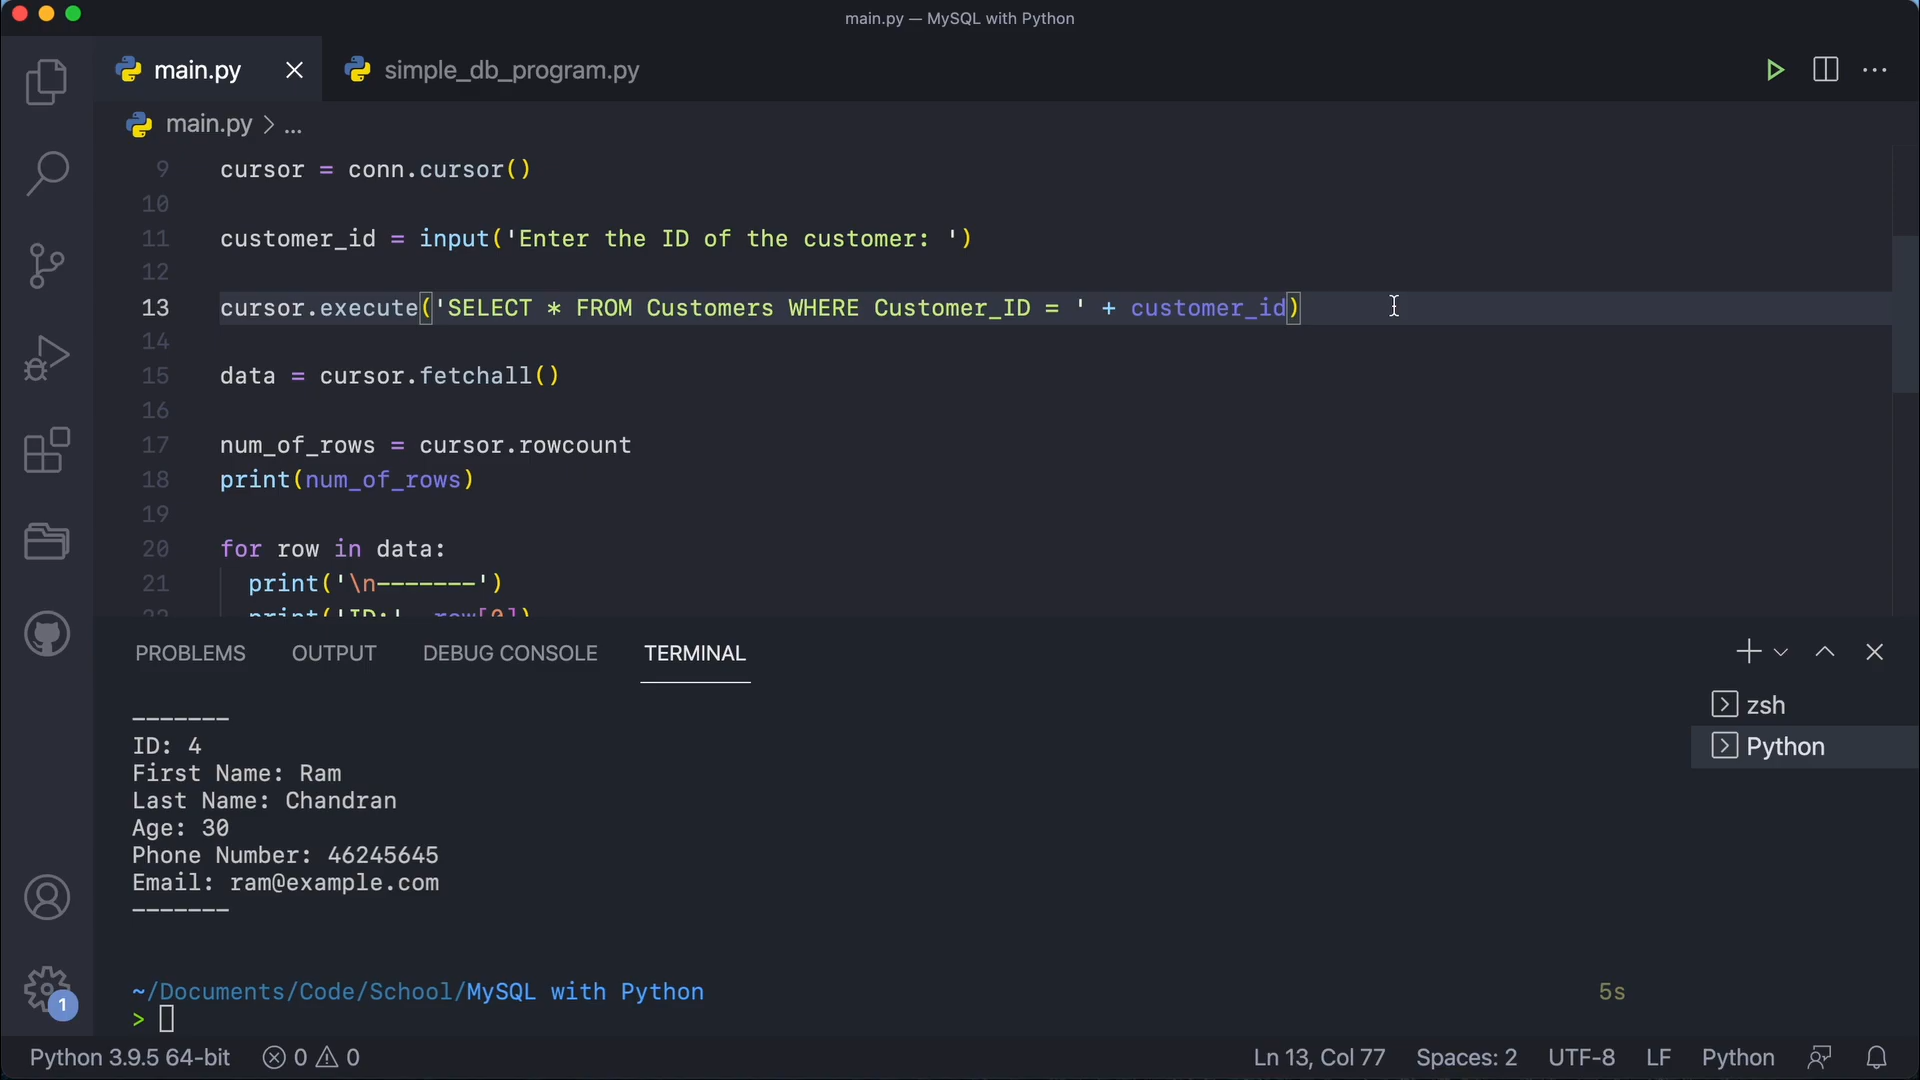 main.py — MySQL with Python
main.py
simple_db_program.py
main.py > ...
9 cursor = conn.cursor()
10
11 customer_id = input('Enter the ID of the customer: ')
12
13 cursor.execute('SELECT * FROM Customers WHERE Customer_ID = ' + customer_id)
14
15 data = cursor.fetchall()
16
17 num_of_rows = cursor.rowcount
18 print(num_of_rows)
19
20 for row in data:
21 print('\n-------')
22 print('ID:', row[0])
PROBLEMS OUTPUT DEBUG CONSOLE TERMINAL
zsh
Python
-------
ID: 4
First Name: Ram
Last Name: Chandran
Age: 30
Phone Number: 46245645
Email: ram@example.com
-------
~/Documents/Code/School/MySQL with Python 5s
>
1
Python 3.9.5 64-bit 0 0 Ln 13, Col 77 Spaces: 2 UTF-8 LF Python